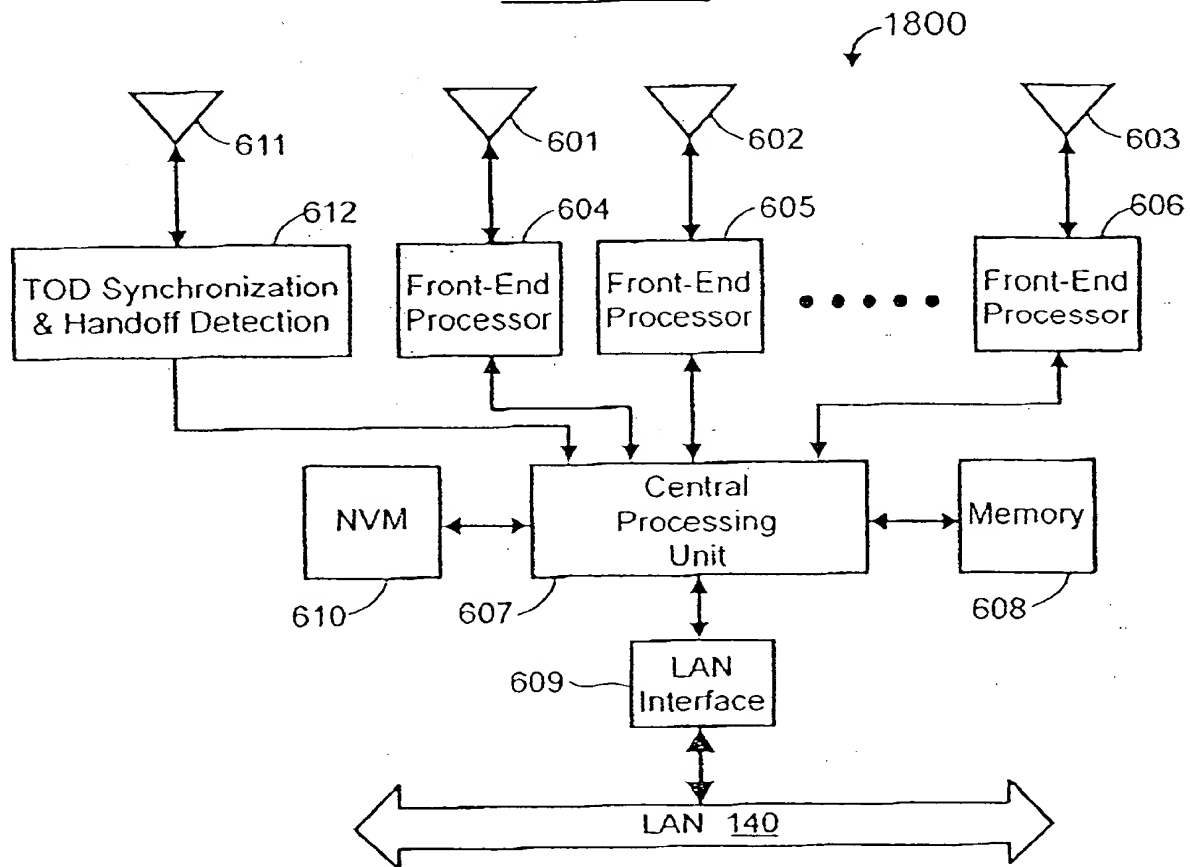 1800
611
601
602
603
612
604
605
606
TOD Synchronization
& Handoff Detection
Front-End
Processor
Front-End
Processor
Front-End
Processor
NVM
Central
Processing
Unit
Memory
610
607
608
609
LAN
Interface
LAN 140